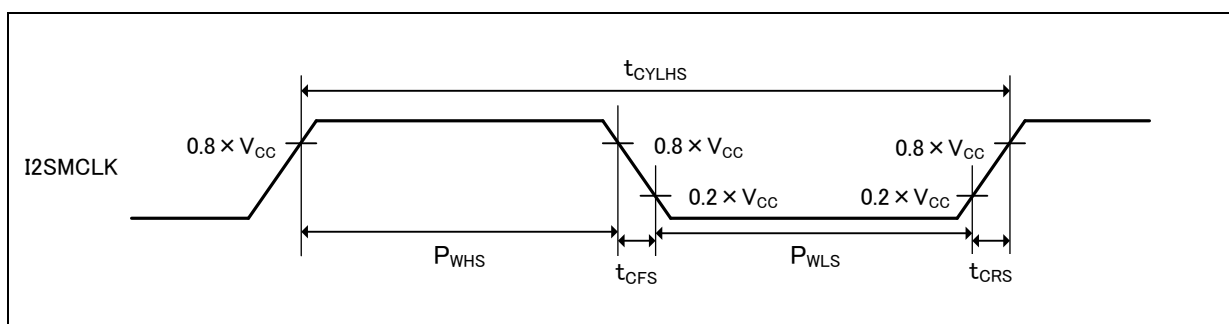 tCYLHS
0.8 × VCC
0.8 × VCC
0.8 × VCC
I2SMCLK
0.2 × VCC
0.2 × VCC
PWHS
tCFS
PWLS
tCRS